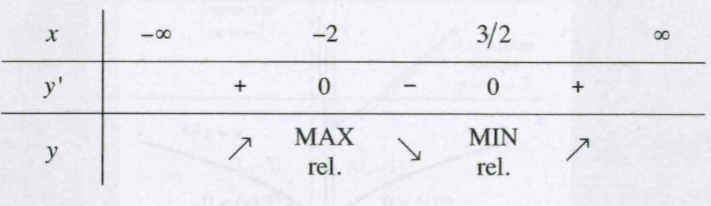 x −∞ −2 3/2 ∞
y' + 0 − 0 +
y ↗ MAX rel. ↘ MIN rel. ↗